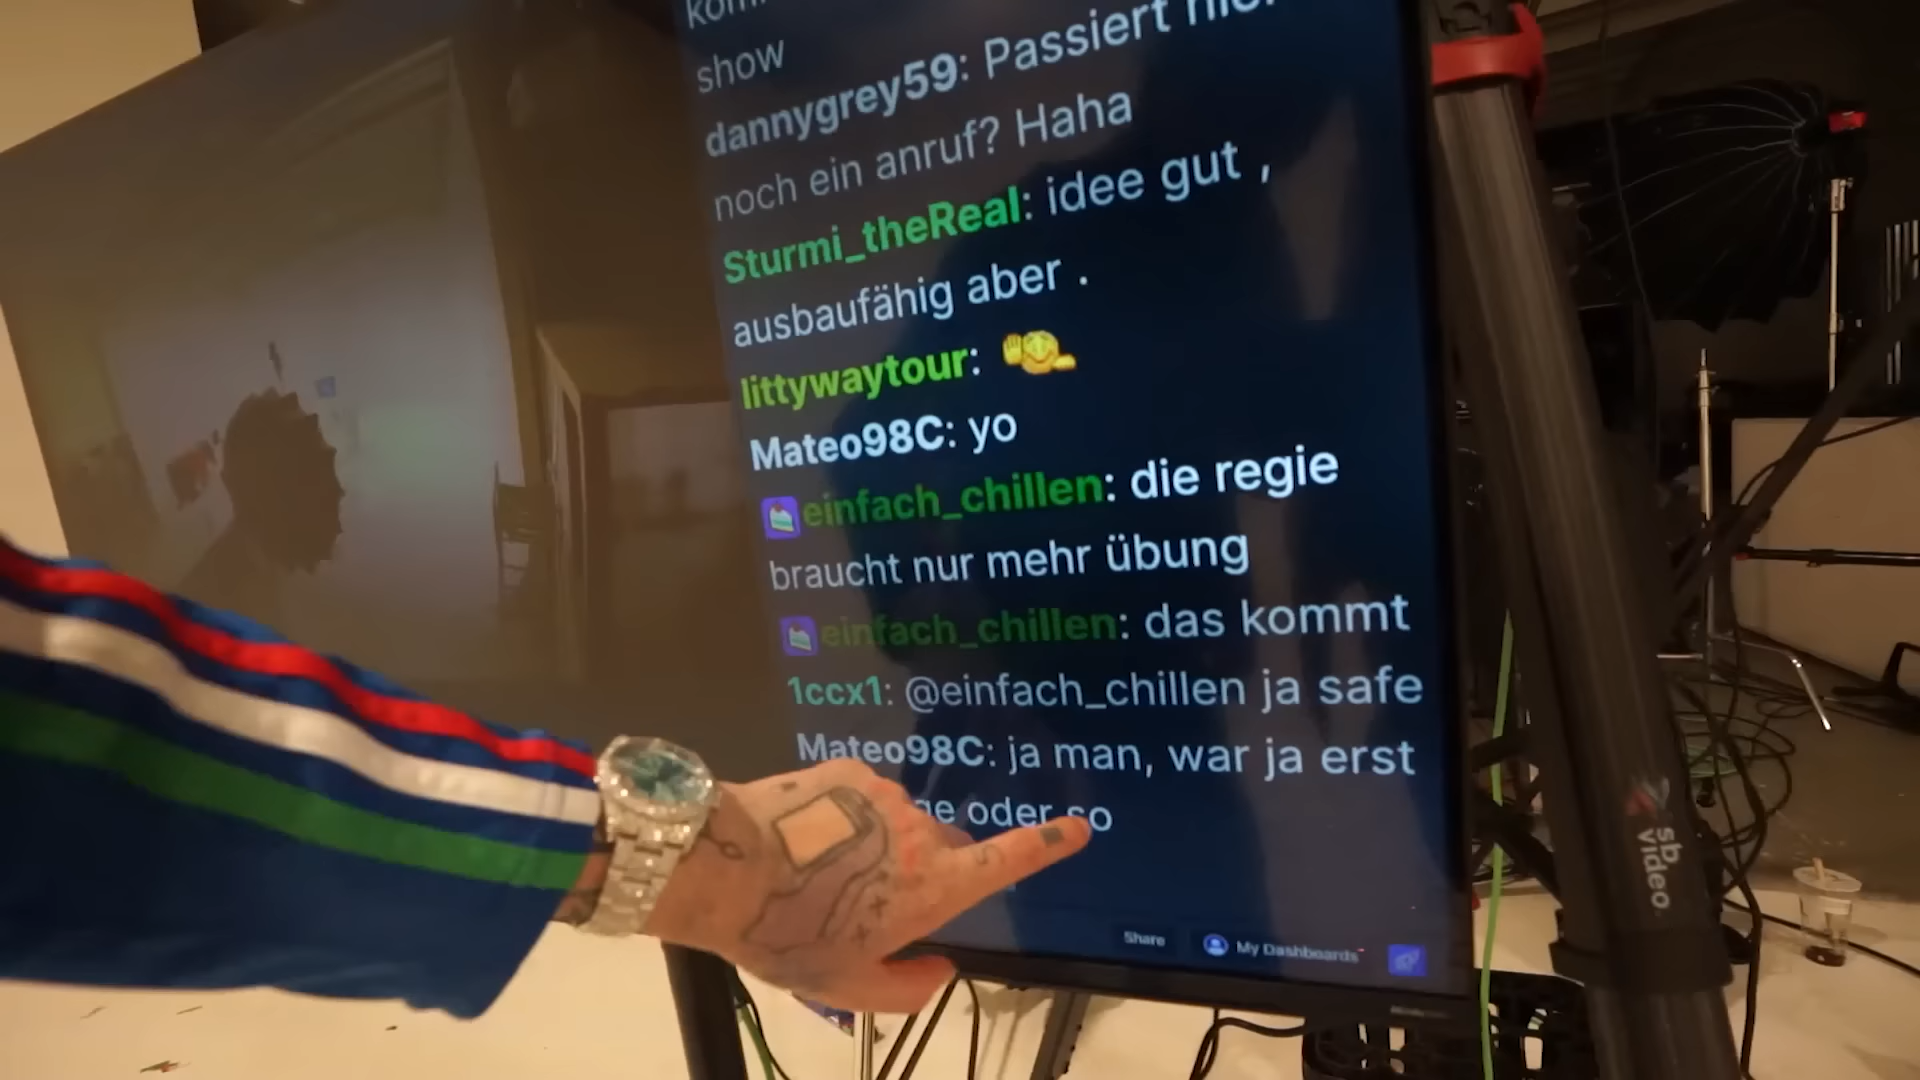 show
dannygrey59: Passiert
noch ein anruf? Haha
Sturmi_theReal: idee gut ,
ausbaufähig aber .
littywaytour:
Mateo98C: yo
einfach_chillen: die regie
braucht nur mehr übung
einfach_chillen: das kommt
1ccx1: @einfach_chillen ja safe
Mateo98C: ja man, war ja erst
oder so
Share My Dashboards
sb
video